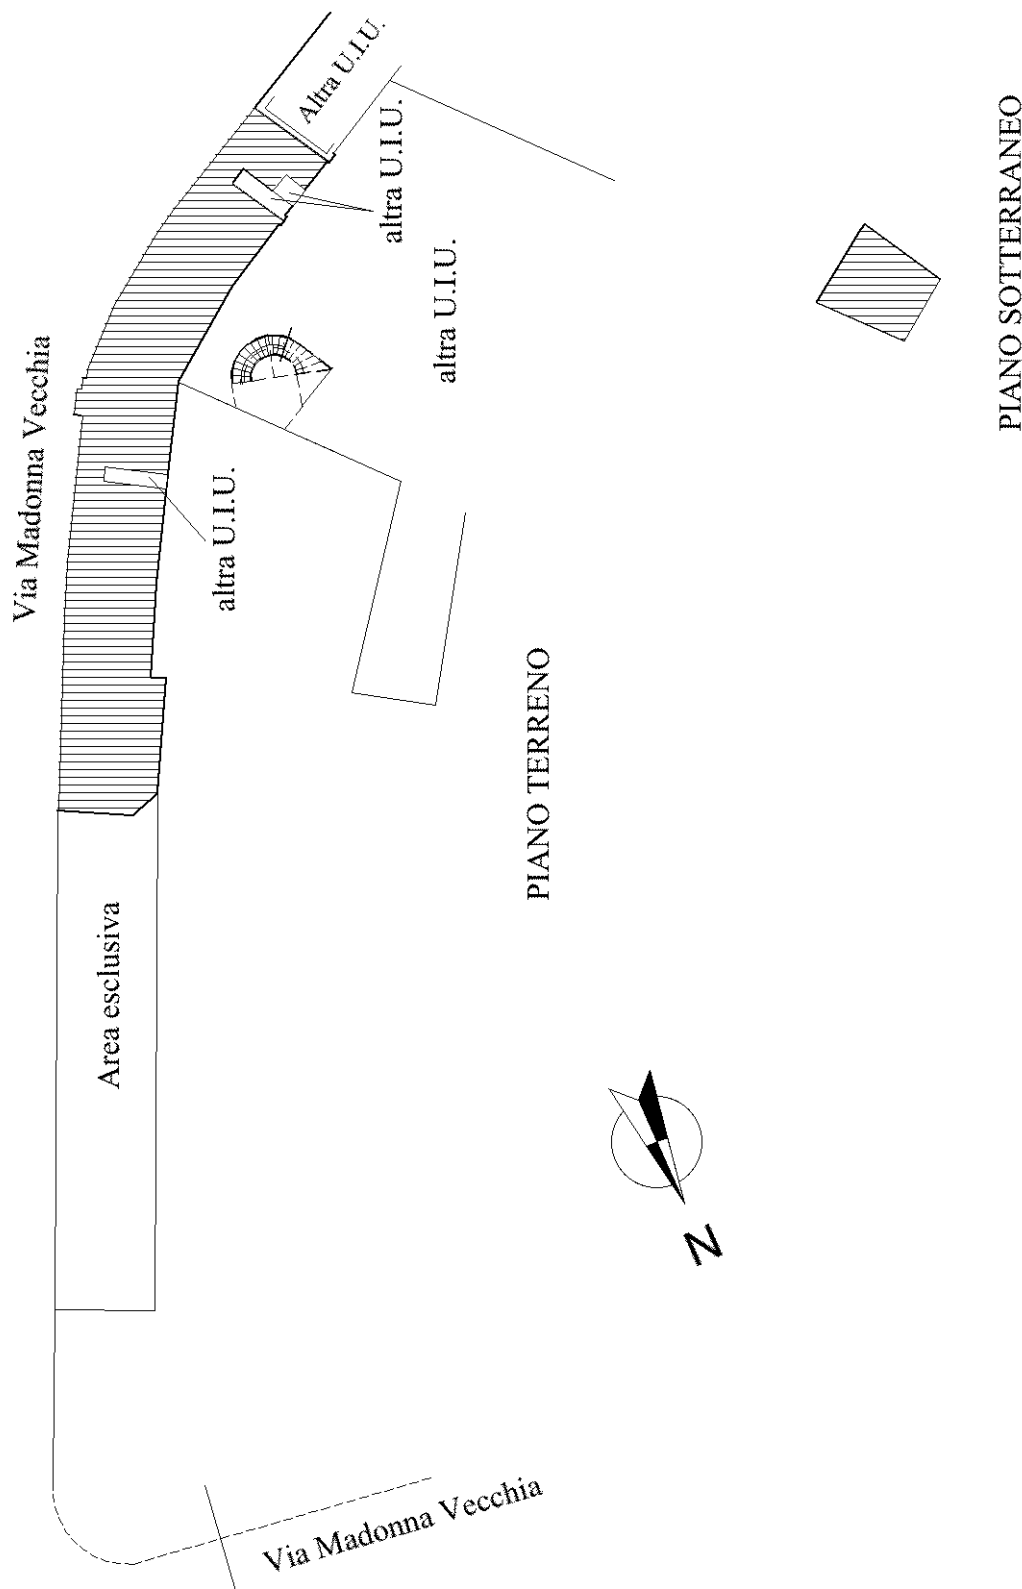 Altra U.I.U.
altra U.I.U.
altra U.I.U.
Via Madonna Vecchia
altra U.I.U.
PIANO SOTTERRANEO
PIANO TERRENO
Area esclusiva
N
Via Madonna Vecchia